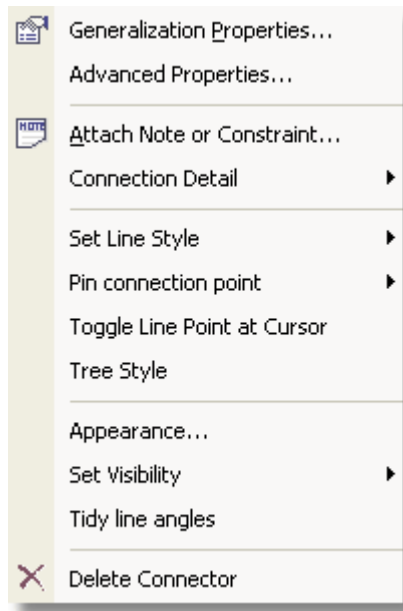 Generalization Properties...
Advanced Properties...
NOTE
Attach Note or Constraint...
Connection Detail
Set Line Style
Pin connection point
Toggle Line Point at Cursor
Tree Style
Appearance...
Set Visibility
Tidy line angles
Delete Connector